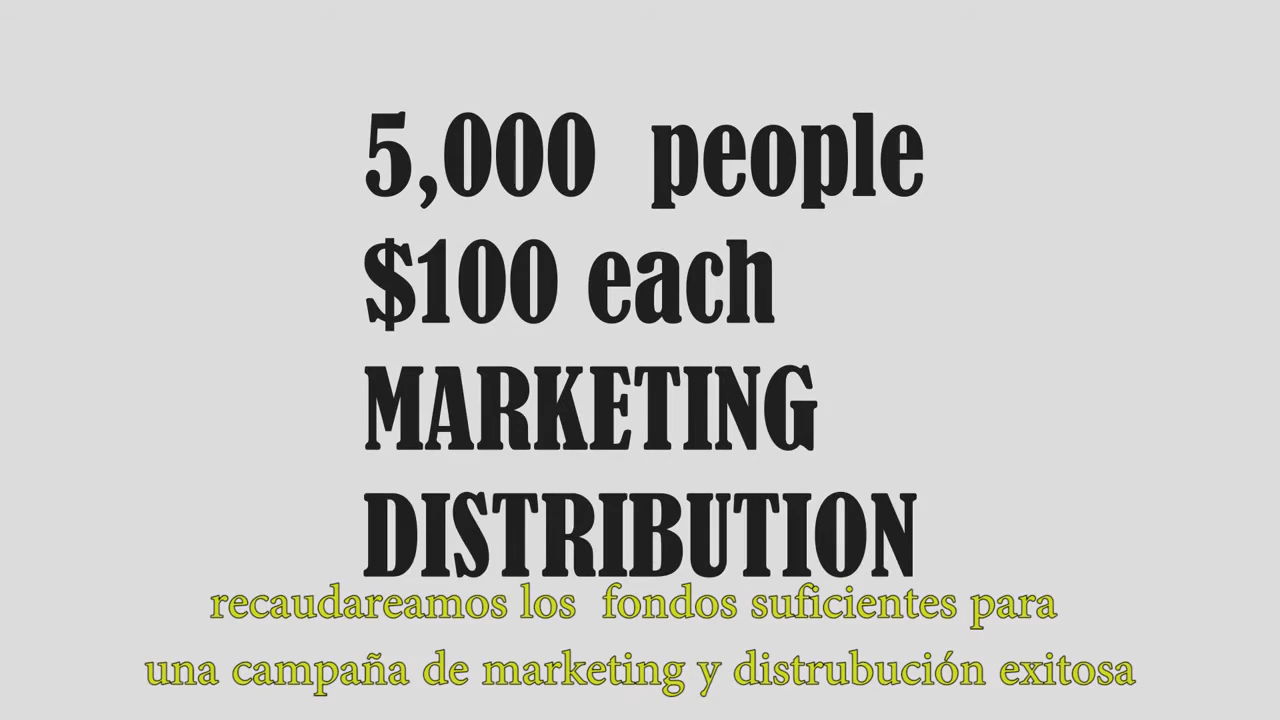 5,000 people
$100 each
MARKETING
DISTRIBUTION
recaudareamos los fondos suficientes para
una campaña de marketing y distrubución exitosa